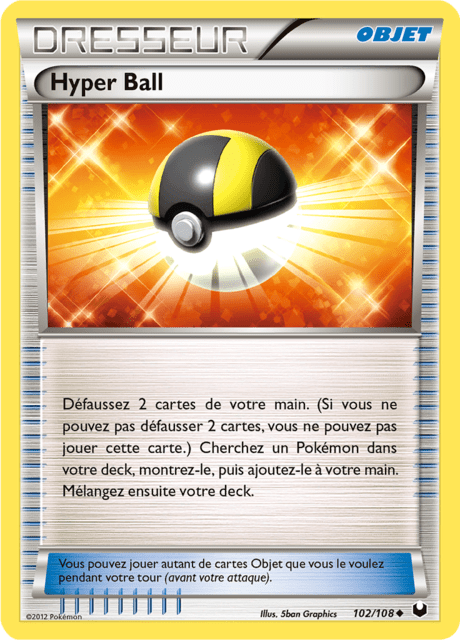 DRESSEUR
OBJET
Hyper Ball
Défaussez 2 cartes de votre main. (Si vous ne
pouvez pas défausser 2 cartes, vous ne pouvez pas
jouer cette carte.) Cherchez un Pokémon dans
votre deck, montrez-le, puis ajoutez-le à votre main.
Mélangez ensuite votre deck.
Vous pouvez jouer autant de cartes Objet que vous le voulez
pendant votre tour (avant votre attaque).
©2012 Pokémon
Illus. 5ban Graphics
102/108